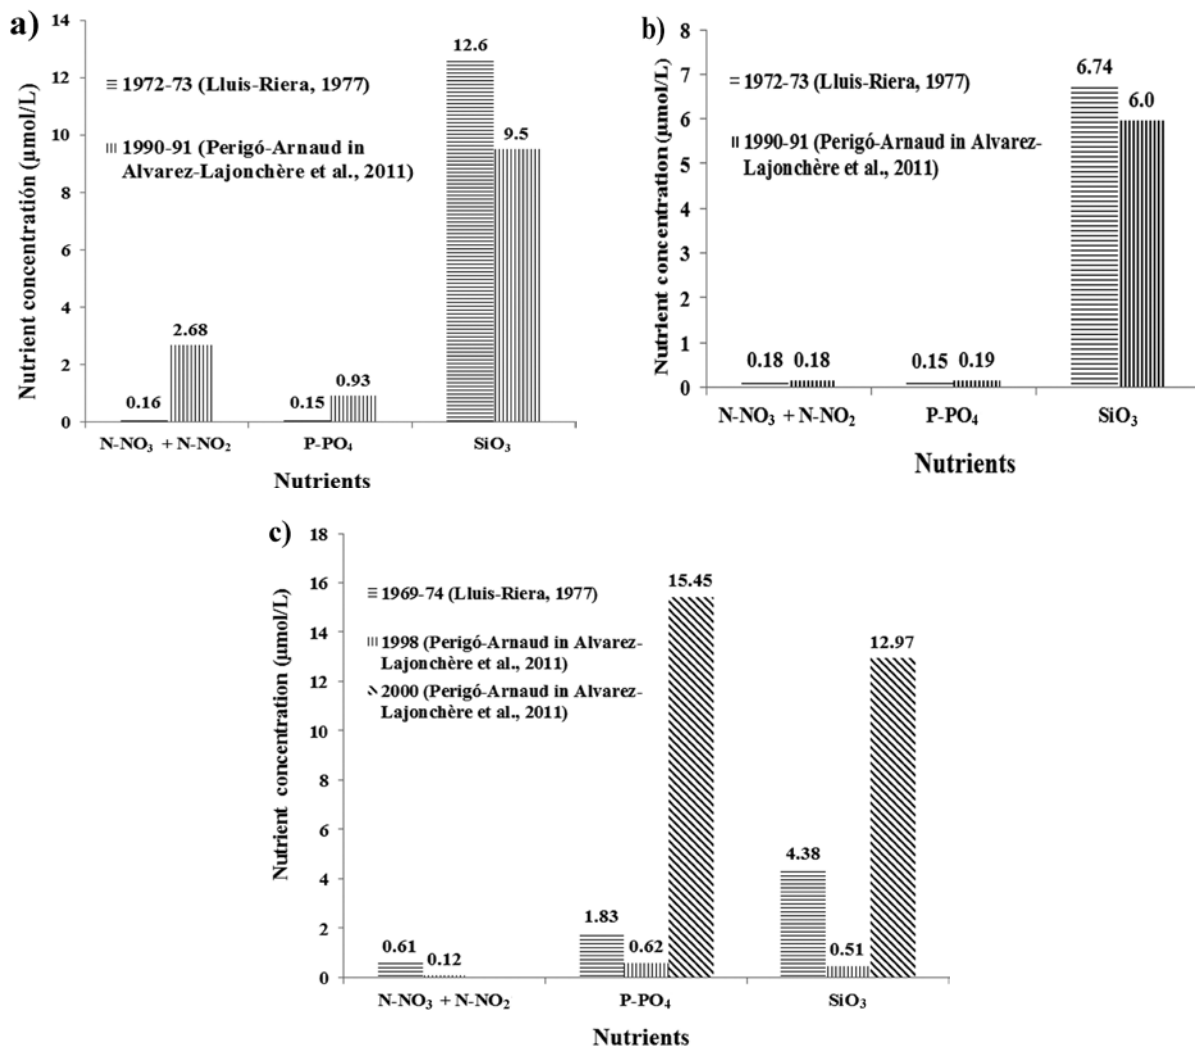 a)
Nutrient concentratión (µmol/L)
14
12
10
8
6
4
2
0
1972-73 (Lluis-Riera, 1977)
1990-91 (Perigó-Arnaud in
Alvarez-Lajonchère et al., 2011)
0.16
2.68
0.15
0.93
12.6
9.5
N-NO₃ + N-NO₂
P-PO₄
SiO₃
Nutrients
b)
Nutrient concentration (µmol/L)
8
7
6
5
4
3
2
1
0
1972-73 (Lluis-Riera, 1977)
1990-91 (Perigó-Arnaud in Alvarez-
Lajonchère et al., 2011)
0.18
0.18
0.15
0.19
6.74
6.0
N-NO₃ + N-NO₂
P-PO₄
SiO₃
Nutrients
c)
Nutrient concentration (µmol/L)
18
16
14
12
10
8
6
4
2
0
1969-74 (Lluis-Riera, 1977)
1998 (Perigó-Arnaud in Alvarez-
Lajonchère et al., 2011)
2000 (Perigó-Arnaud in Alvarez-
Lajonchère et al., 2011)
0.61
0.12
1.83
0.62
15.45
4.38
0.51
12.97
N-NO₃ + N-NO₂
P-PO₄
SiO₃
Nutrients